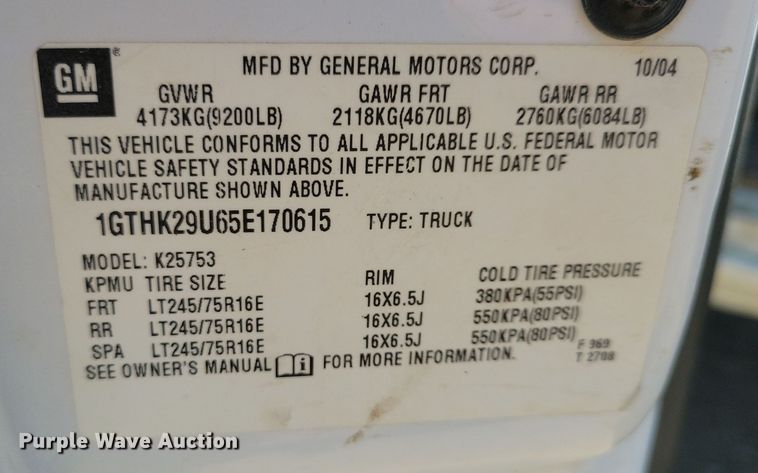 GM ® MFD BY GENERAL MOTORS CORP. 10/04
GVWR GAWR FRT GAWR RR
4173KG(9200LB) 2118KG(4670LB) 2760KG(6084LB)
THIS VEHICLE CONFORMS TO ALL APPLICABLE U.S. FEDERAL MOTOR
VEHICLE SAFETY STANDARDS IN EFFECT ON THE DATE OF
MANUFACTURE SHOWN ABOVE.
1GTHK29U65E170615 TYPE: TRUCK
MODEL: K25753
KPMU TIRE SIZE RIM COLD TIRE PRESSURE
FRT LT245/75R16E 16X6.5J 380KPA(55PSI)
RR LT245/75R16E 16X6.5J 550KPA(80PSI)
SPA LT245/75R16E 16X6.5J 550KPA(80PSI)
SEE OWNER'S MANUAL i FOR MORE INFORMATION.
F 969
T 2708
Purple Wave Auction